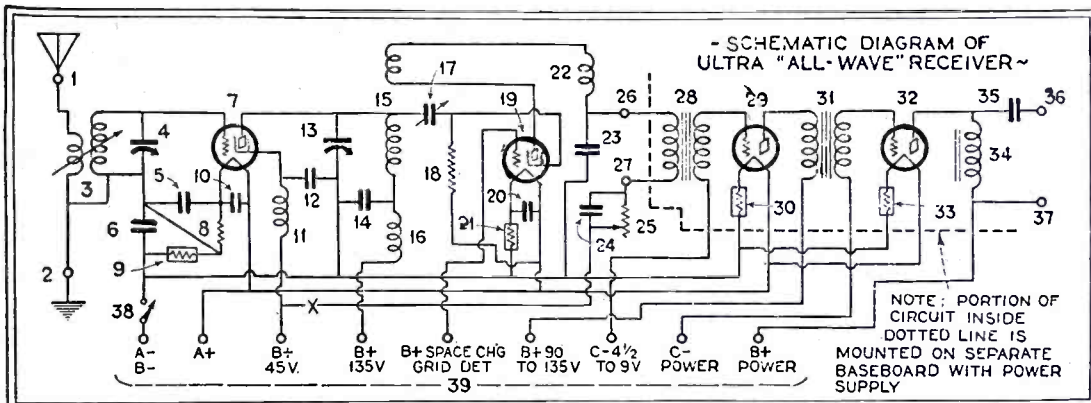 ~ SCHEMATIC DIAGRAM OF
ULTRA "ALL-WAVE" RECEIVER ~
1
2
3
4
5
6
7
8
9
10
11
12
13
14
15
16
17
18
19
20
21
22
23
24
25
26
27
28
29
30
31
32
33
34
35
36
37
38
X
A-
B-
A+
B+
45V.
B+
135V
B+ SPACE CHG
GRID DET
B+90
TO 135V
C-4½
TO 9V
C-
POWER
B+
POWER
39
NOTE: PORTION OF
CIRCUIT INSIDE
DOTTED LINE IS
MOUNTED ON SEPARATE
BASEBOARD WITH POWER
SUPPLY